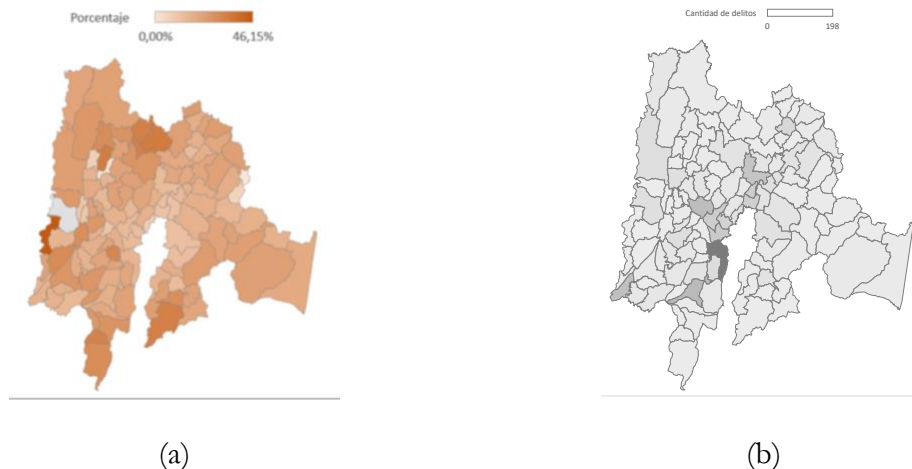 Porcentaje
0,00% 46,15%
Cantidad de delitos
0 198
(a)
(b)